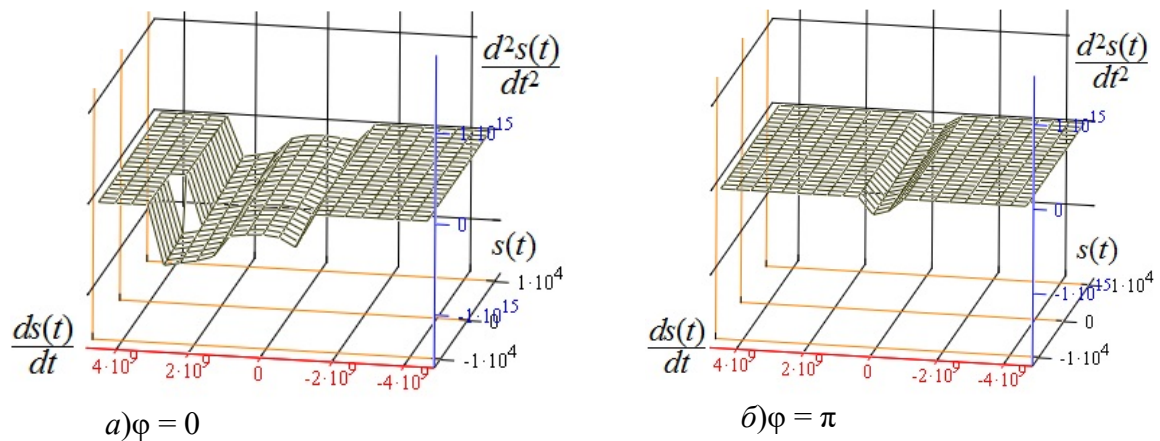 d²s(t)
dt²
1·10¹⁵
0
s(t)
1·10⁴
-1·10¹⁵
0
-1·10⁴
ds(t)
dt
4·10⁹
2·10⁹
0
-2·10⁹
-4·10⁹
а)φ = 0
d²s(t)
dt²
1·10¹⁵
0
s(t)
1·10⁴
-1·10¹⁵
0
-1·10⁴
ds(t)
dt
4·10⁹
2·10⁹
0
-2·10⁹
-4·10⁹
б)φ = π